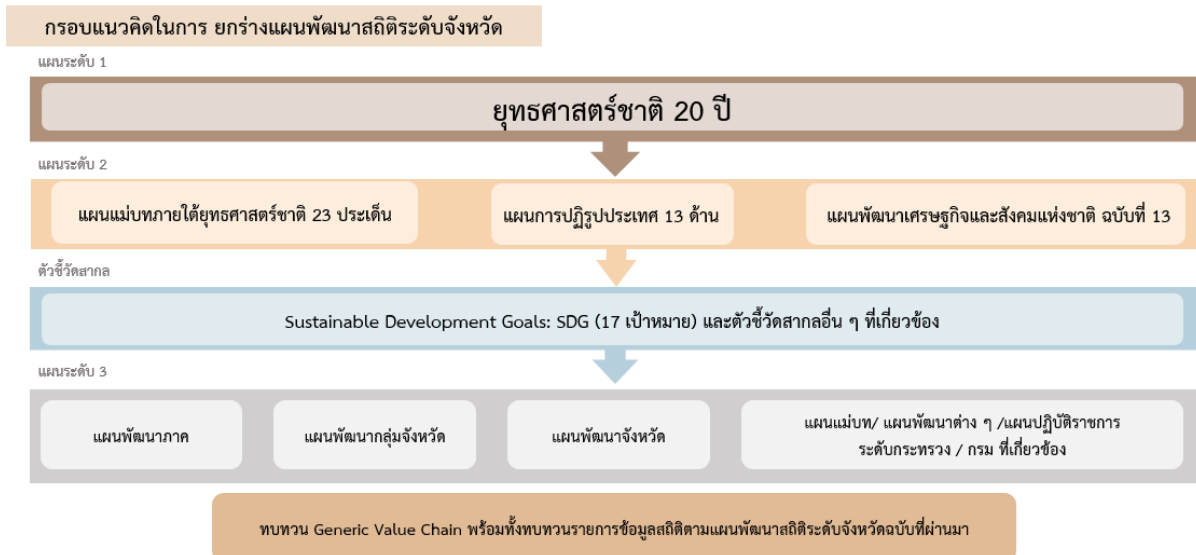 กรอบแนวคิดในการ ยกร่างแผนพัฒนาสถิติระดับจังหวัด
แผนระดับ 1
ยุทธศาสตร์ชาติ 20 ปี
แผนระดับ 2
แผนแม่บทภายใต้ยุทธศาสตร์ชาติ 23 ประเด็น
แผนการปฏิรูปประเทศ 13 ด้าน
แผนพัฒนาเศรษฐกิจและสังคมแห่งชาติ ฉบับที่ 13
ตัวชี้วัดสากล
Sustainable Development Goals: SDG (17 เป้าหมาย) และตัวชี้วัดสากลอื่น ๆ ที่เกี่ยวข้อง
แผนระดับ 3
แผนพัฒนาภาค
แผนพัฒนากลุ่มจังหวัด
แผนพัฒนาจังหวัด
แผนแม่บท/ แผนพัฒนาต่าง ๆ /แผนปฏิบัติราชการ
ระดับกระทรวง / กรม ที่เกี่ยวข้อง
ทบทวน Generic Value Chain พร้อมทั้งทบทวนรายการข้อมูลสถิติตามแผนพัฒนาสถิติระดับจังหวัดฉบับที่ผ่านมา